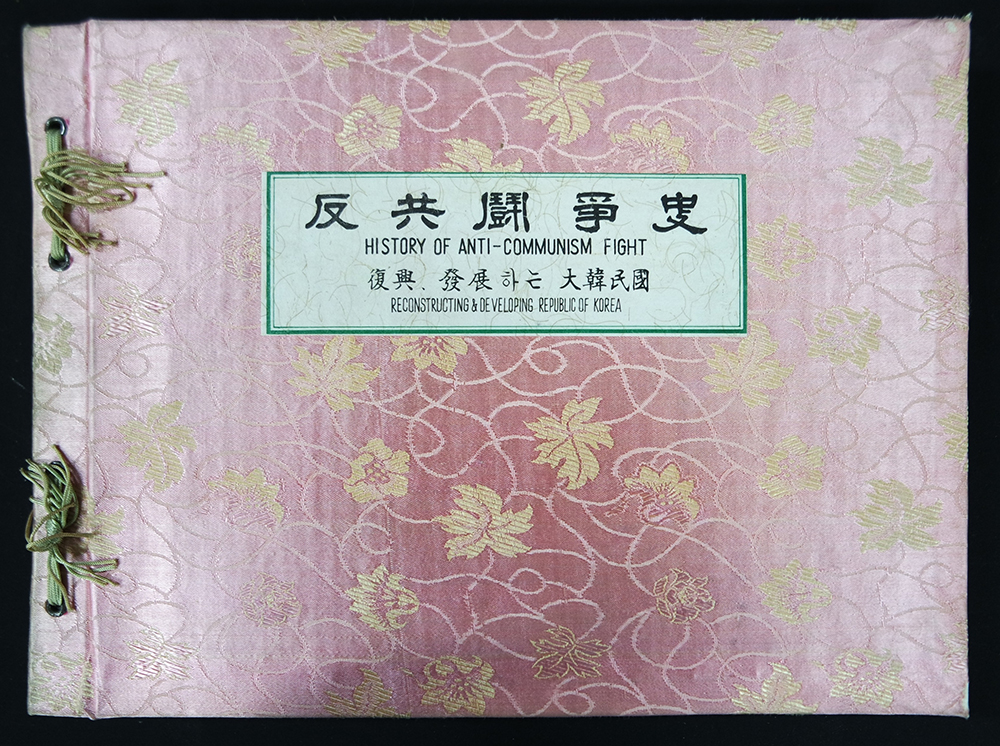 反共鬪爭史
HISTORY OF ANTI-COMMUNISM FIGHT
復興、發展하는 大韓民國
RECONSTRUCTING & DEVELOPING REPUBLIC OF KOREA